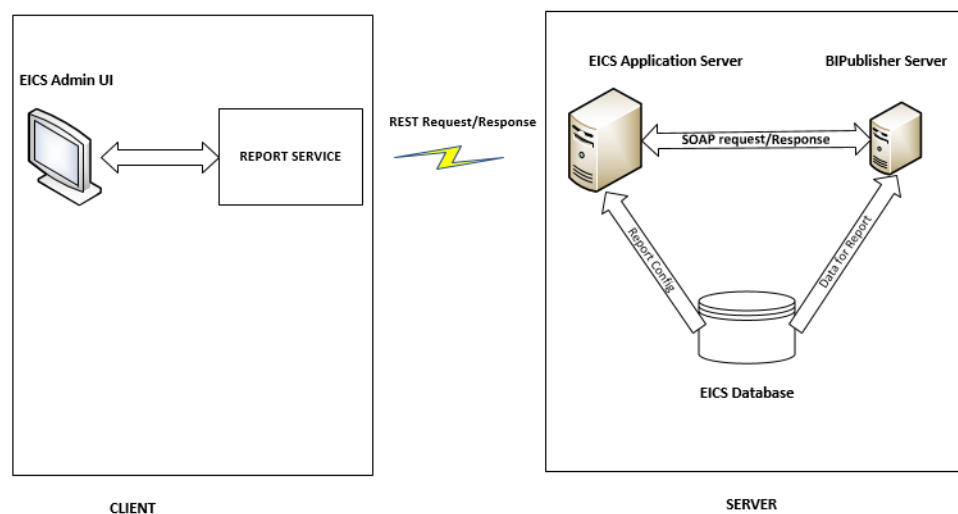 EICS Admin UI
REPORT SERVICE
CLIENT
REST Request/Response
EICS Application Server
BIPublisher Server
SOAP request/Response
Report Config
Data for Report
EICS Database
SERVER